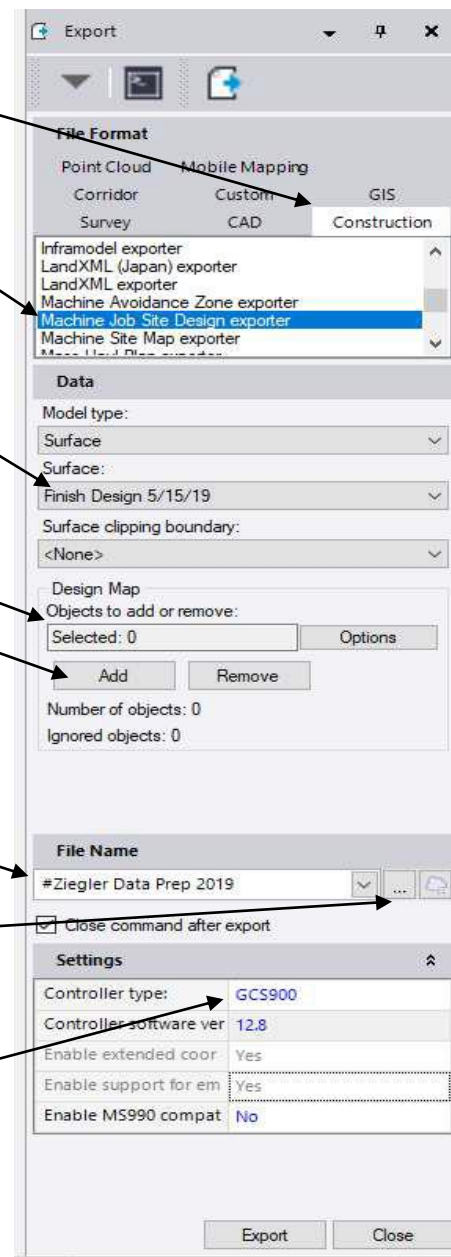 Export
File Format
Point Cloud Mobile Mapping
Corridor Custom GIS
Survey CAD Construction
Inframodel exporter
LandXML (Japan) exporter
LandXML exporter
Machine Avoidance Zone exporter
Machine Job Site Design exporter
Machine Site Map exporter
Data
Model type:
Surface
Surface:
Finish Design 5/15/19
Surface clipping boundary:
<None>
Design Map
Objects to add or remove:
Selected: 0 Options
Add Remove
Number of objects: 0
Ignored objects: 0
File Name
#Ziegler Data Prep 2019 ...
Close command after export
Settings
Controller type: GCS900
Controller software ver 12.8
Enable extended coor Yes
Enable support for em Yes
Enable MS990 compat No
Export Close